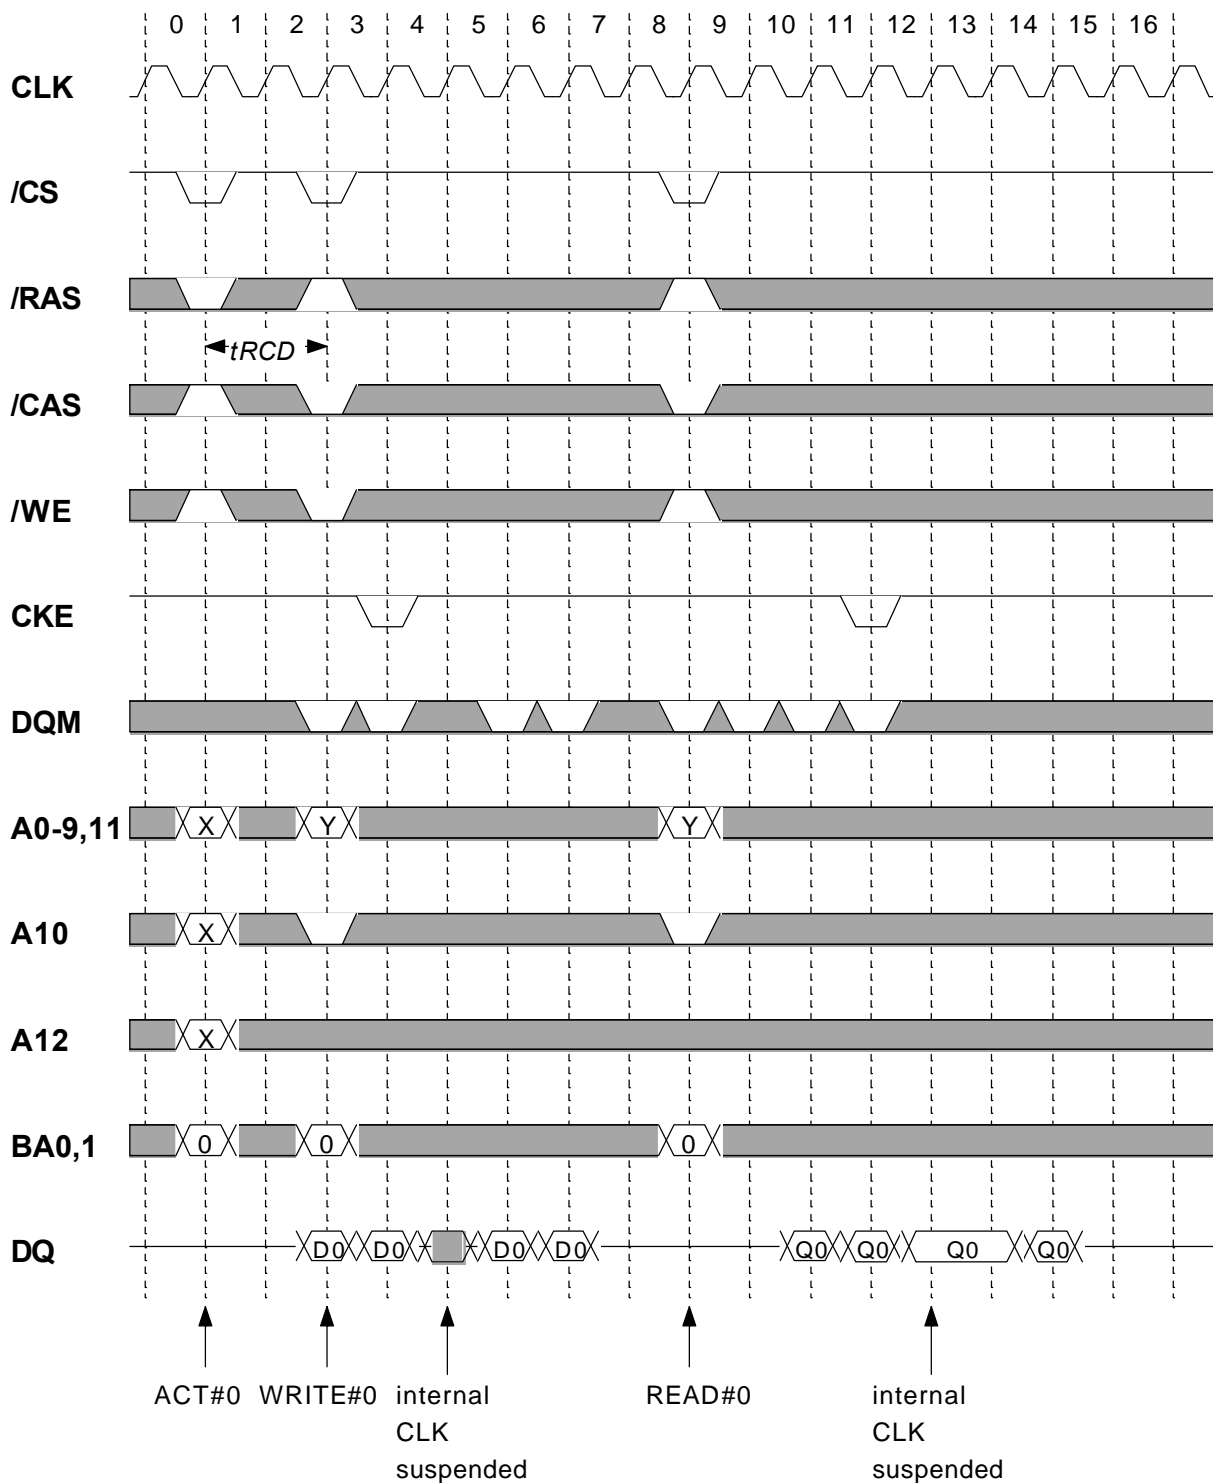 0 1 2 3 4 5 6 7 8 9 10 11 12 13 14 15 16
CLK
/CS
/RAS
tRCD
/CAS
/WE
CKE
DQM
A0-9,11 X Y Y
A10 X
A12 X
BA0,1 0 0 0
DQ D0 D0 D0 D0 Q0 Q0 Q0 Q0
ACT#0 WRITE#0 internal READ#0 internal
CLK CLK
suspended suspended